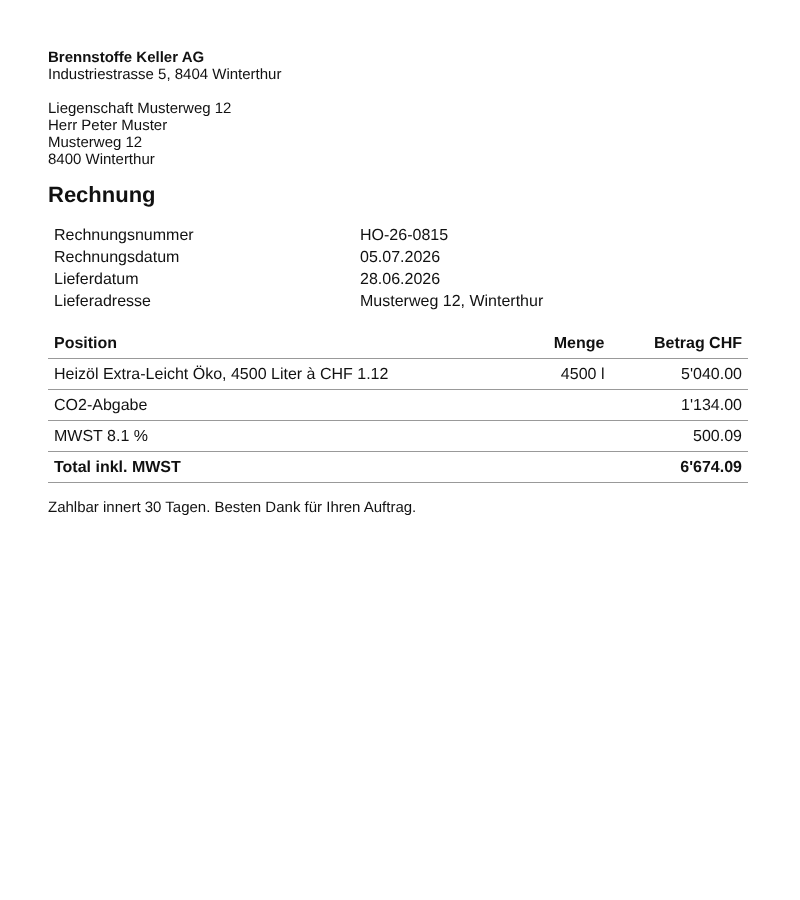 Brennstoffe Keller AG
Industriestrasse 5, 8404 Winterthur
Liegenschaft Musterweg 12
Herr Peter Muster
Musterweg 12
8400 Winterthur
Rechnung
Rechnungsnummer HO-26-0815
Rechnungsdatum 05.07.2026
Lieferdatum 28.06.2026
Lieferadresse Musterweg 12, Winterthur
Position Menge Betrag CHF
Heizöl Extra-Leicht Öko, 4500 Liter à CHF 1.12 4500 l 5'040.00
CO2-Abgabe 1'134.00
MWST 8.1 % 500.09
Total inkl. MWST 6'674.09
Zahlbar innert 30 Tagen. Besten Dank für Ihren Auftrag.